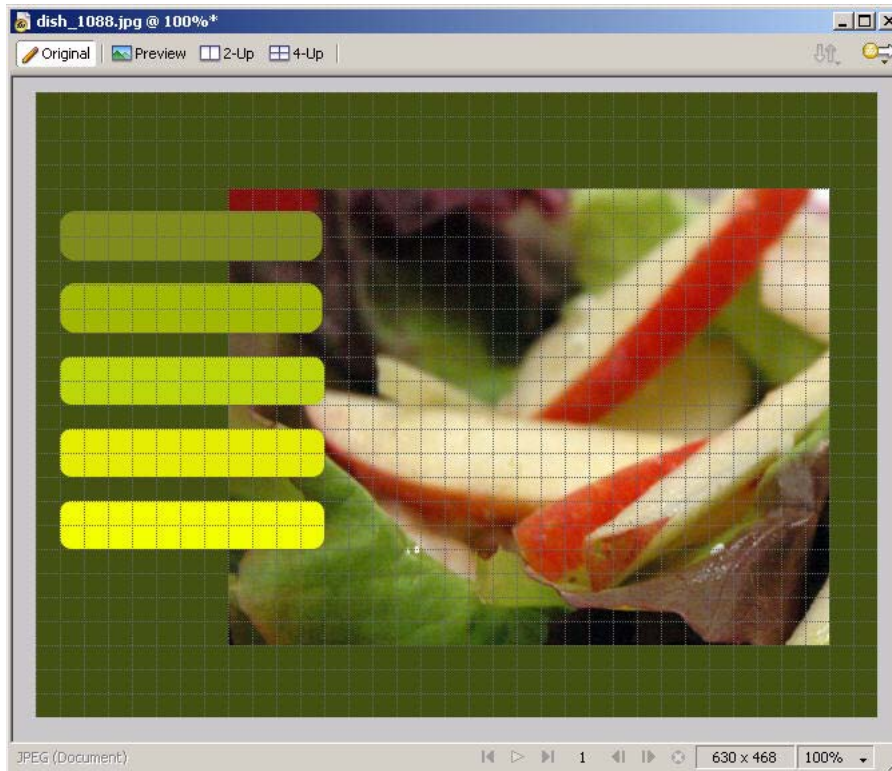 dish_1088.jpg @ 100%*
Original Preview 2-Up 4-Up
JPEG (Document) 1 630 x 468 100%